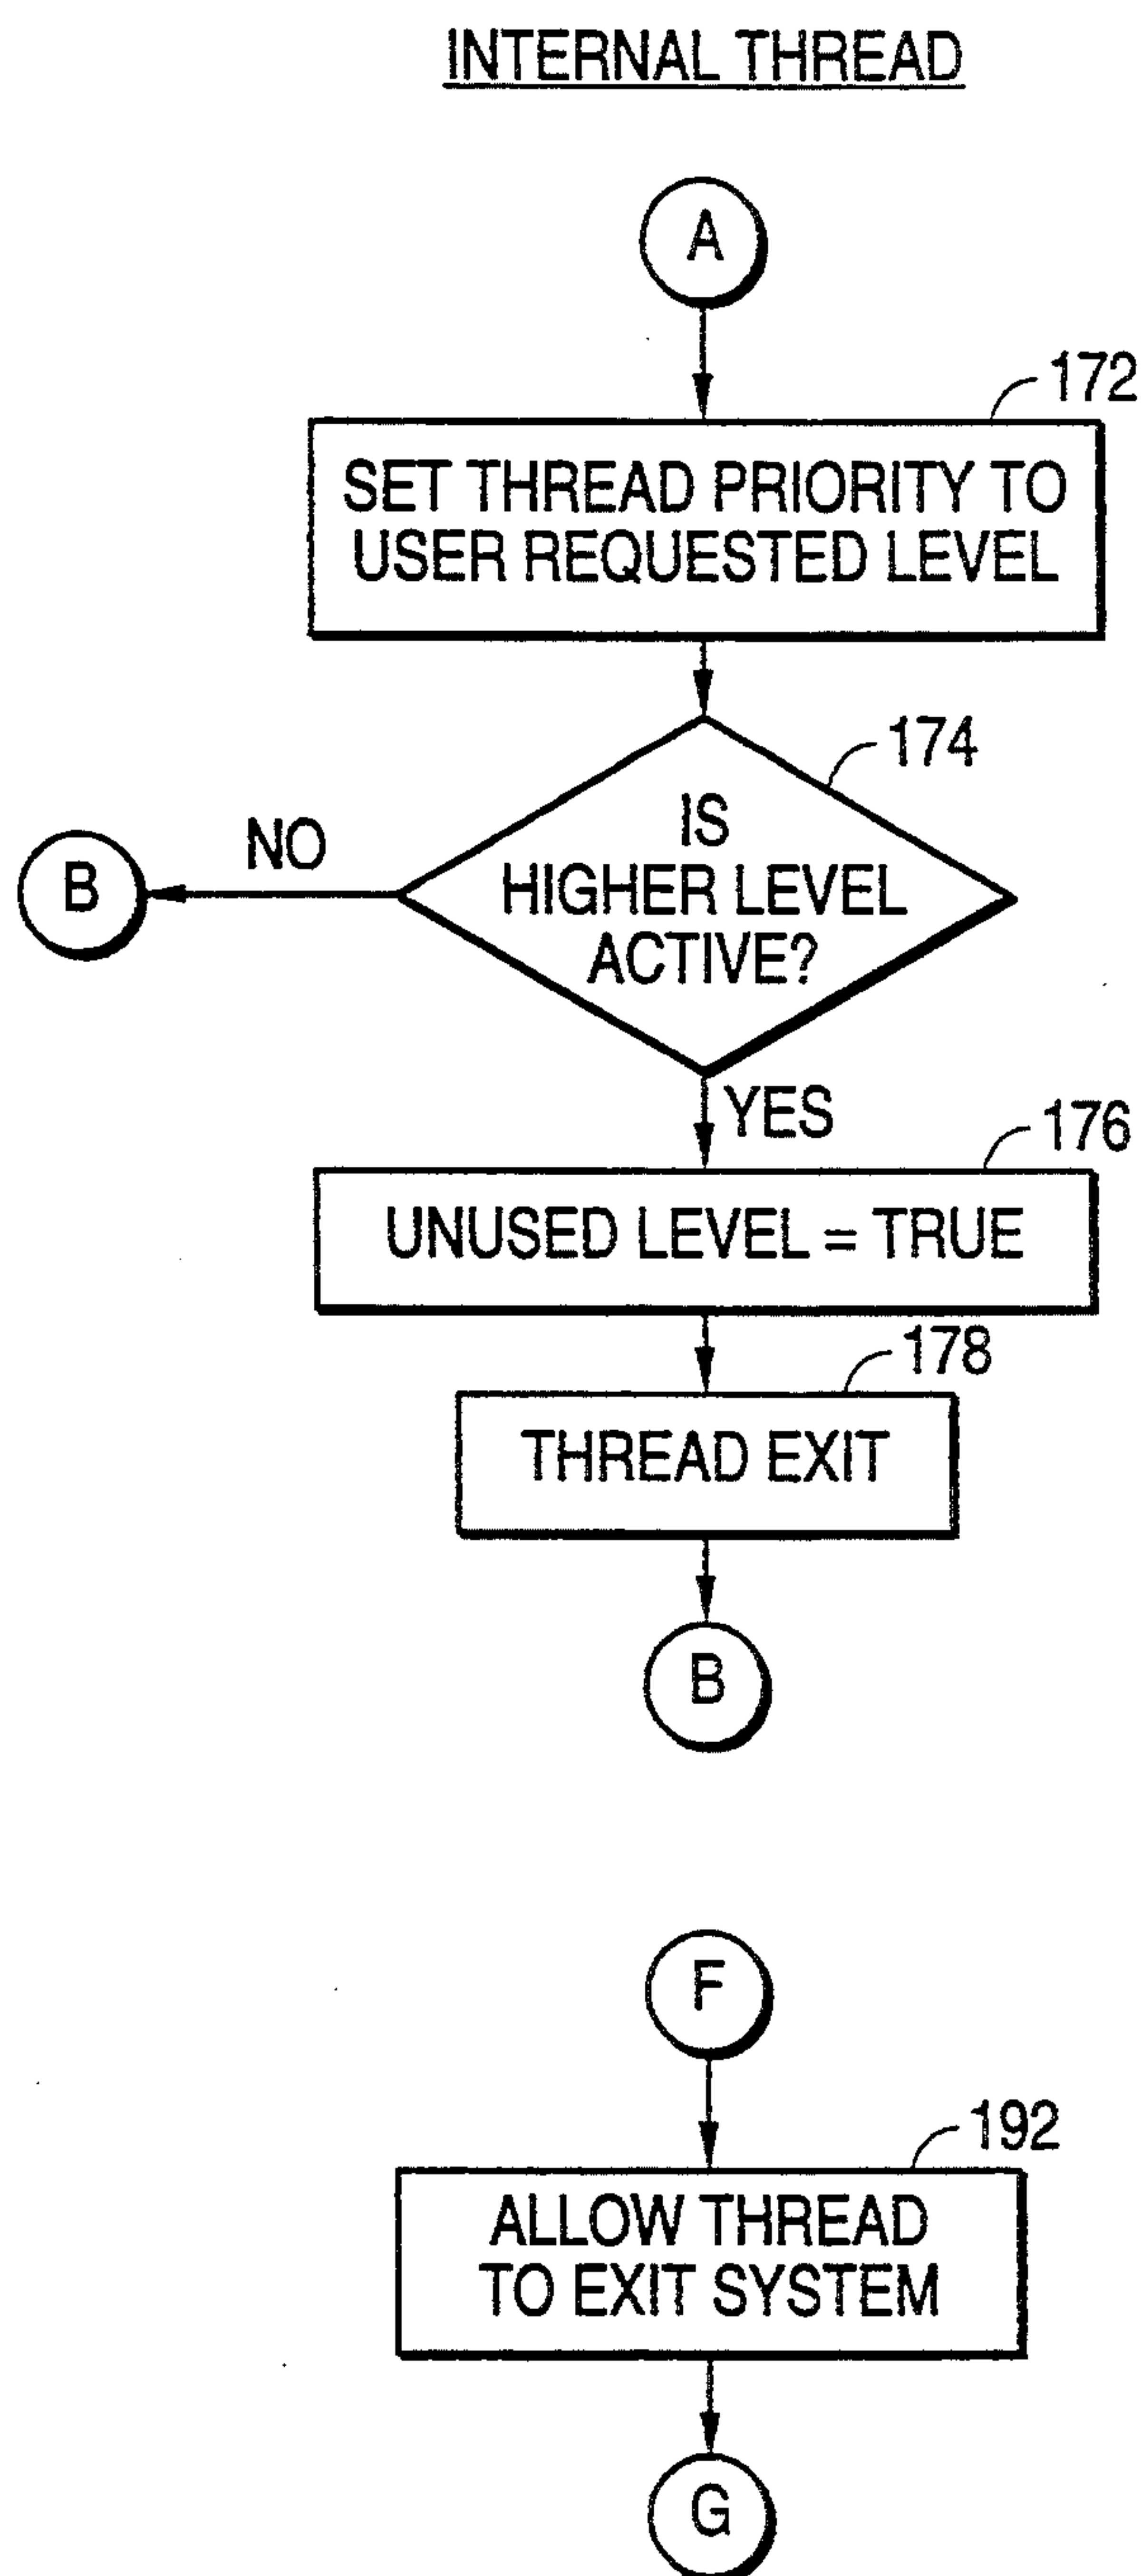 INTERNAL THREAD
A
172
SET THREAD PRIORITY TO
USER REQUESTED LEVEL
174
IS
HIGHER LEVEL
ACTIVE?
NO
B
YES
176
UNUSED LEVEL = TRUE
178
THREAD EXIT
B
F
192
ALLOW THREAD
TO EXIT SYSTEM
G